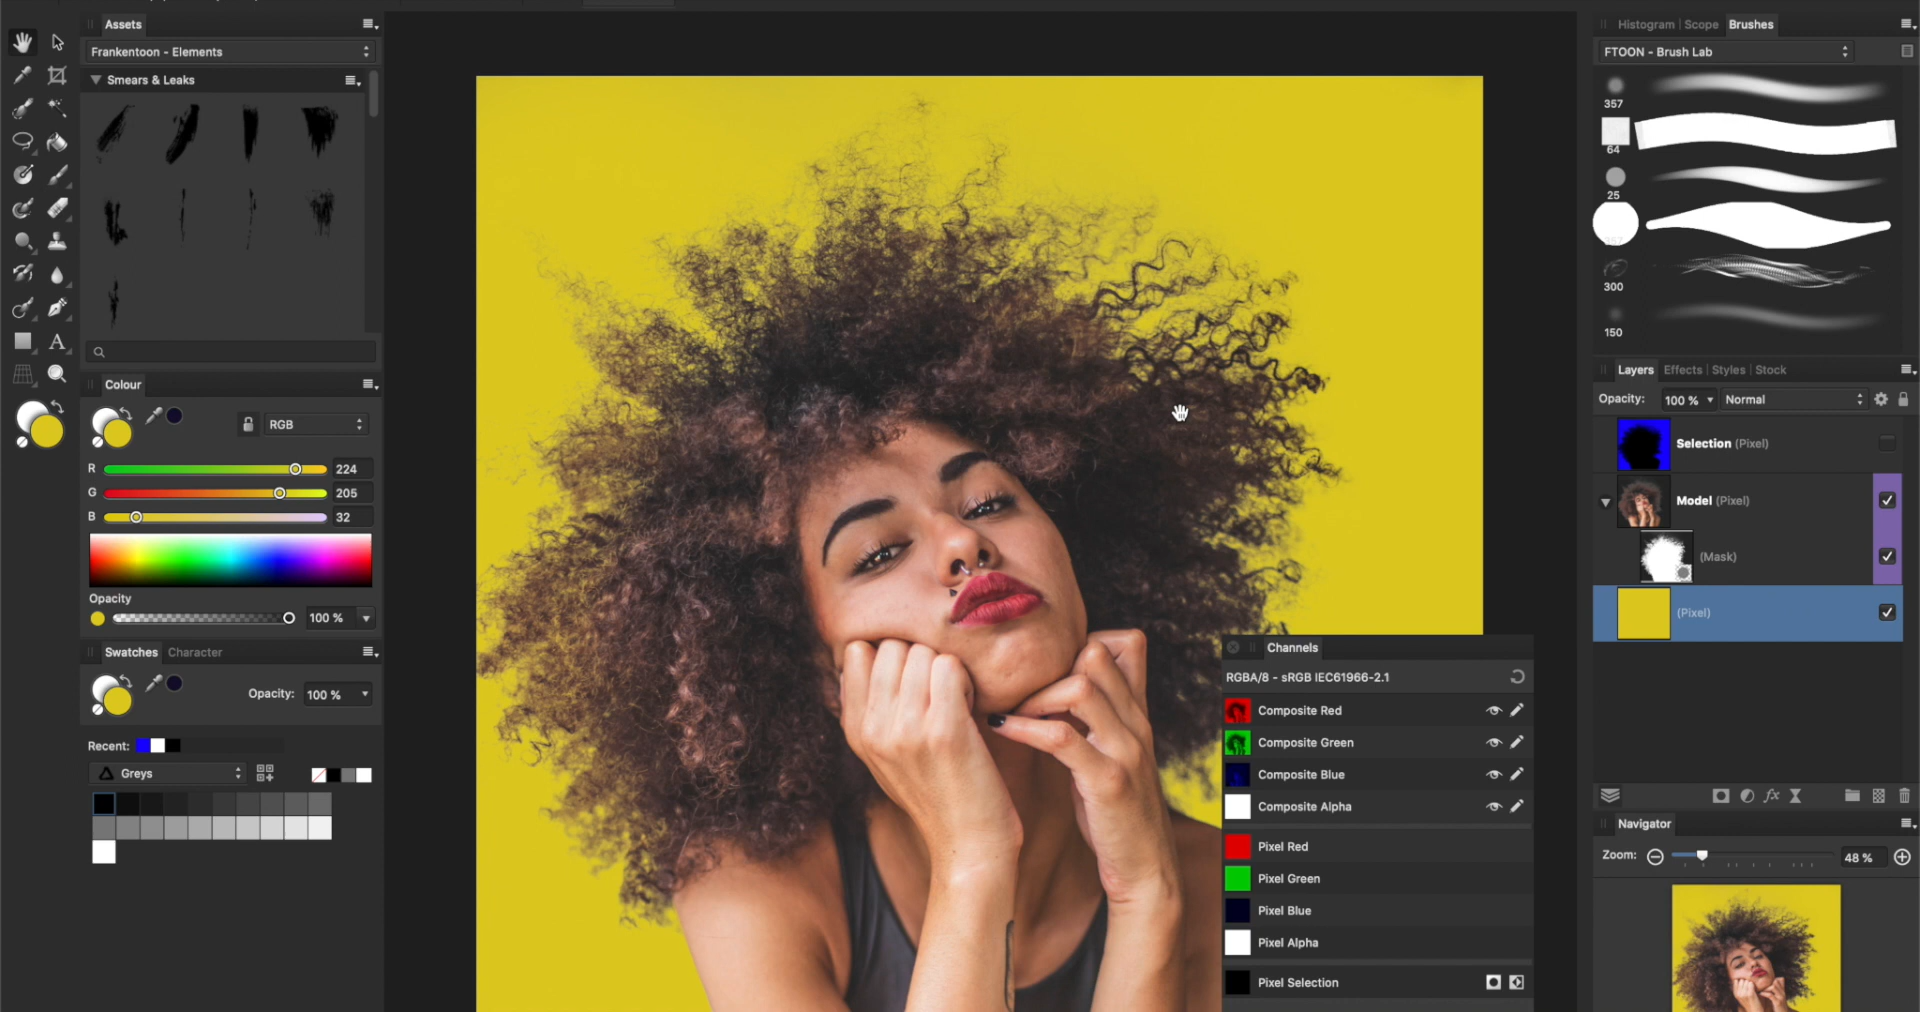 Assets
Frankentoon - Elements
Smears & Leaks
Colour
RGB
R 224
G 205
B 32
Opacity
100 %
Swatches Character
Opacity: 100 %
Recent:
Greys
Channels
RGBA/8 - sRGB IEC61966-2.1
Composite Red
Composite Green
Composite Blue
Composite Alpha
Pixel Red
Pixel Green
Pixel Blue
Pixel Alpha
Pixel Selection
Histogram Scope Brushes
FTOON - Brush Lab
357
64
25
300
150
Layers Effects Styles Stock
Opacity: 100 % Normal
Selection (Pixel)
Model (Pixel)
(Mask)
(Pixel)
fx
Navigator
Zoom: 48 %